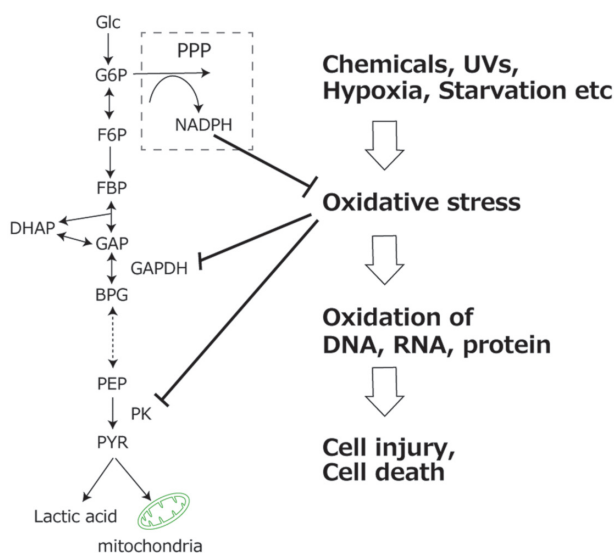 Glc
G6P
PPP
NADPH
F6P
FBP
DHAP
GAP
GAPDH
BPG
PEP
PK
PYR
Lactic acid
mitochondria
Chemicals, UVs,
Hypoxia, Starvation etc
Oxidative stress
Oxidation of
DNA, RNA, protein
Cell injury,
Cell death